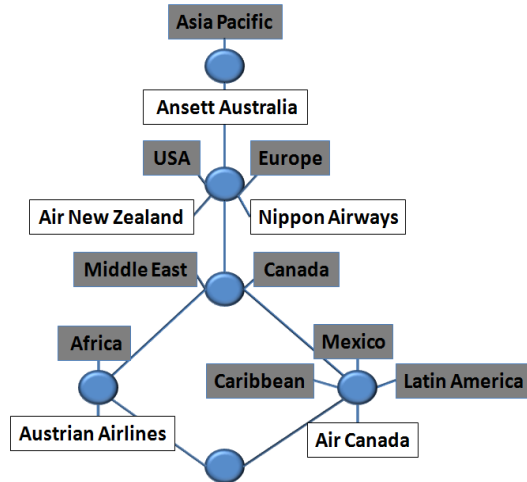 Asia Pacific
Ansett Australia
USA
Europe
Air New Zealand
Nippon Airways
Middle East
Canada
Africa
Mexico
Caribbean
Latin America
Austrian Airlines
Air Canada